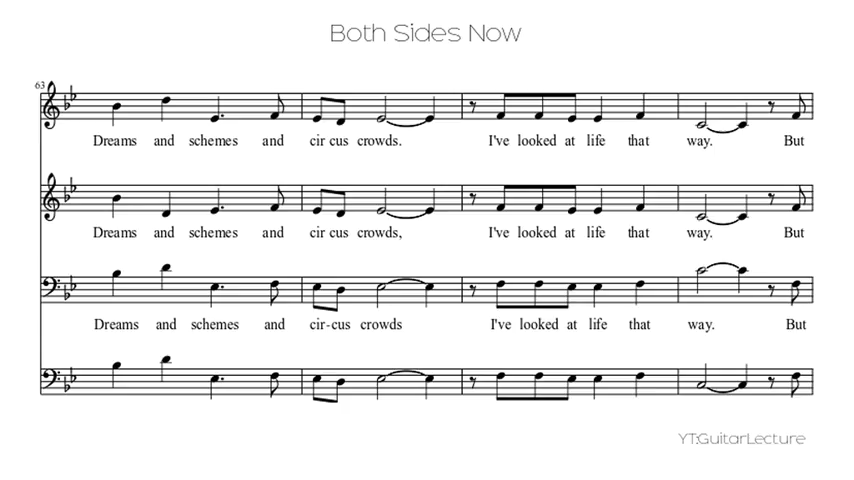 Both Sides Now
63
Dreams and schemes and cir cus crowds. I've looked at life that way. But
Dreams and schemes and cir cus crowds, I've looked at life that way. But
Dreams and schemes and cir-cus crowds I've looked at life that way. But
YT:GuitarLecture